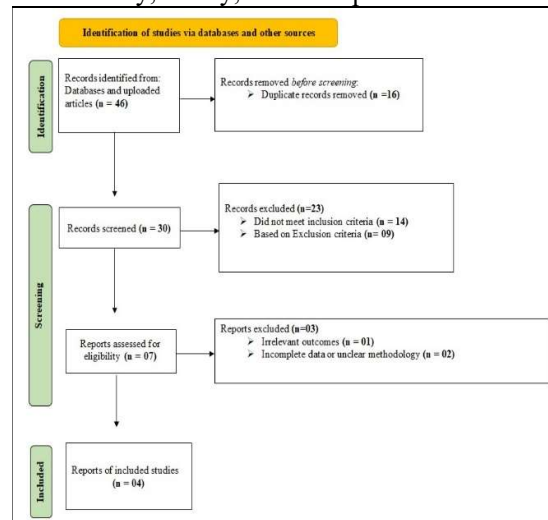 Identification of studies via databases and other sources
Identification
Records identified from:
Databases and uploaded
articles (n = 46)
Records removed before screening:
➢ Duplicate records removed (n =16)
Screening
Records screened (n = 30)
Records excluded (n=23)
➢ Did not meet inclusion criteria (n = 14)
➢ Based on Exclusion criteria (n= 09)
Reports assessed for
eligibility (n = 07)
Reports excluded (n=03)
➢ Irrelevant outcomes (n = 01)
➢ Incomplete data or unclear methodology (n = 02)
Included
Reports of included studies
(n = 04)